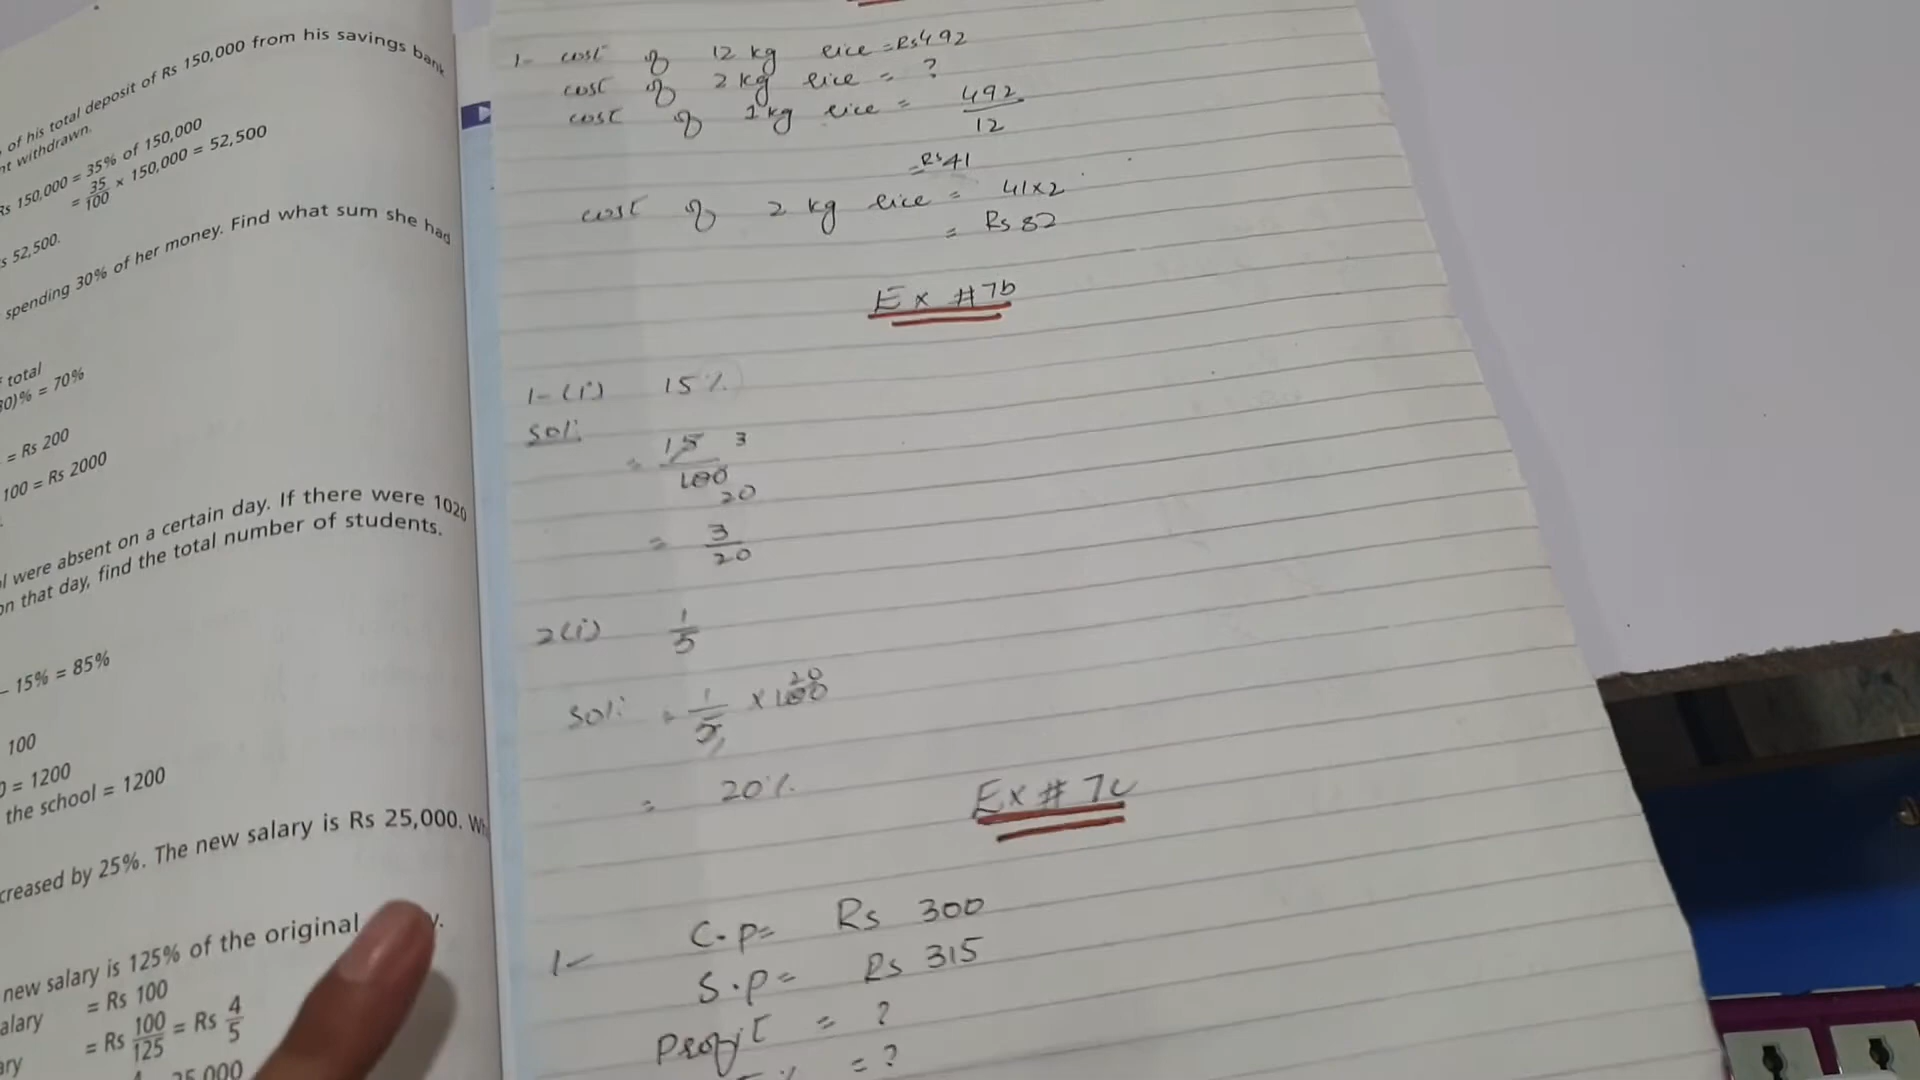 of his total deposit of Rs 150,000 from his savings bank
nt withdrawn.
Rs 150,000 = 35% of 150,000
= 35/100 × 150,000 = 52,500
s 52,500.
spending 30% of her money. Find what sum she had
total
30)% = 70%
= Rs 200
100 = Rs 2000
l were absent on a certain day. If there were 1020
on that day, find the total number of students.
– 15% = 85%
100
0 = 1200
the school = 1200
creased by 25%. The new salary is Rs 25,000.
new salary is 125% of the original
alary = Rs 100
ary = Rs 100/125 = Rs 4/5
25,000
1- cost of 12 kg rice = Rs 492
cost of 2 kg rice = ?
cost of 1 kg rice = 492/12
= Rs 41
cost of 2 kg rice = 41×2
= Rs 82
Ex #7b
1- (i) 15%
Sol:
= 15/100 3 20
= 3/20
2(i) 1/5
Sol: = 1/5 × 100 20
= 20%
Ex # 7c
1- C.p= Rs 300
S.p= Rs 315
Profit = ?
% = ?